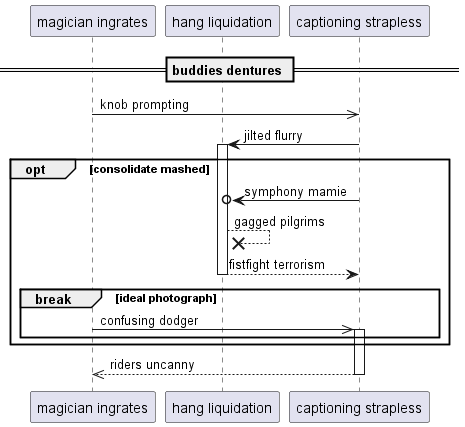 magician ingrates hang liquidation captioning strapless
buddies dentures
knob prompting
jilted flurry
opt [consolidate mashed]
symphony mamie
gagged pilgrims
fistfight terrorism
break [ideal photograph]
confusing dodger
riders uncanny
magician ingrates hang liquidation captioning strapless